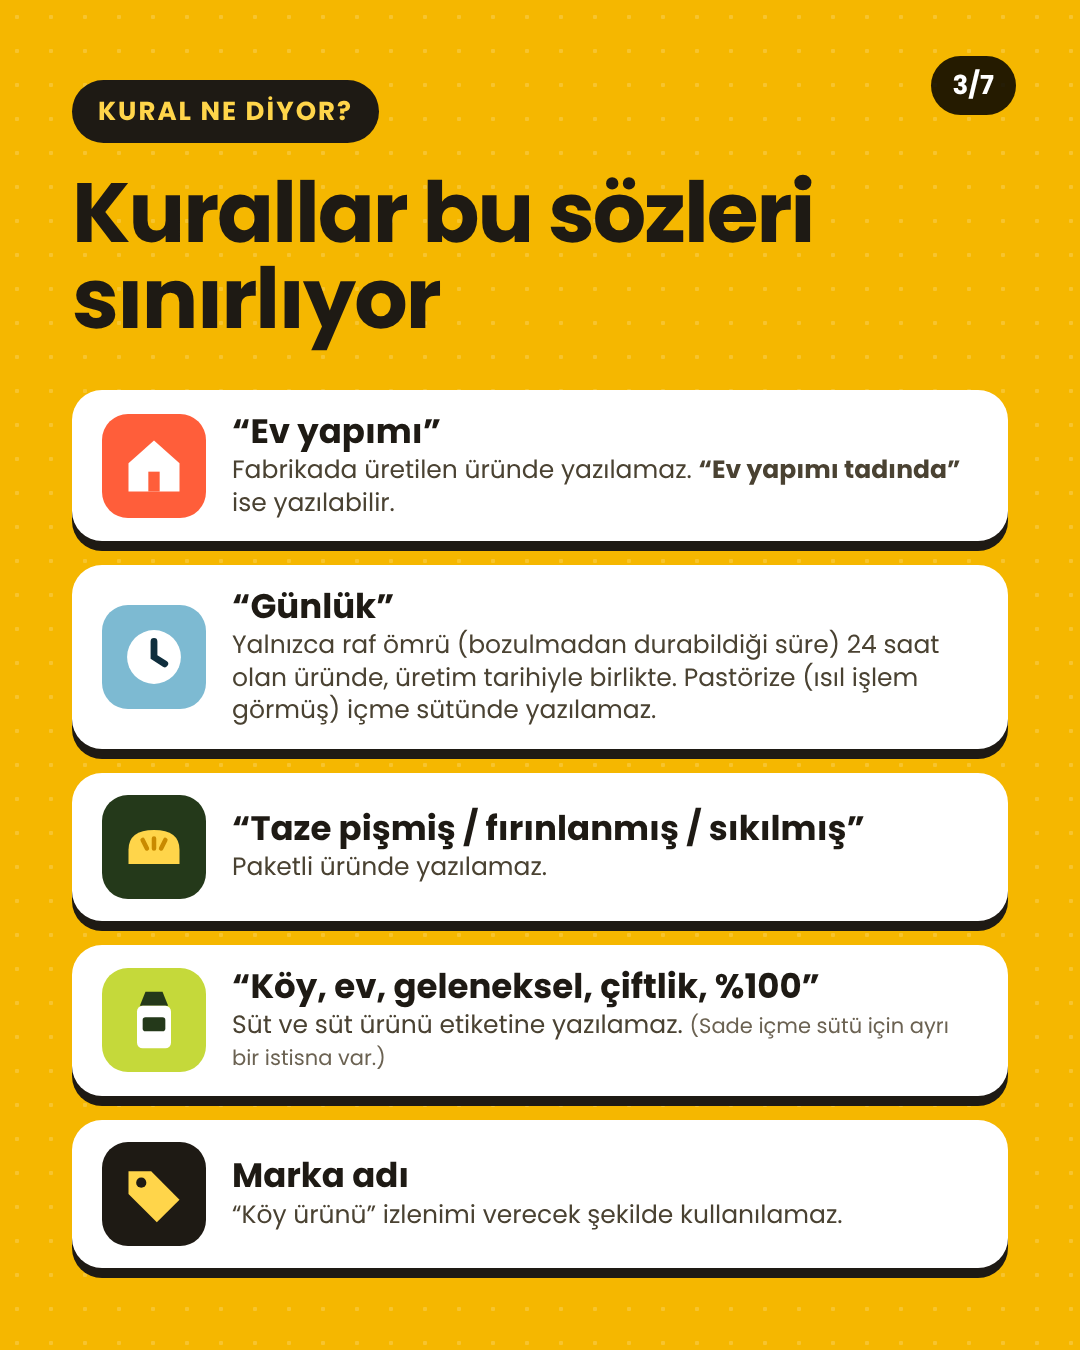 KURAL NE DİYOR?
3/7
Kurallar bu sözleri
sınırlıyor
“Ev yapımı”
Fabrikada üretilen üründe yazılamaz. “Ev yapımı tadında”
ise yazılabilir.
“Günlük”
Yalnızca raf ömrü (bozulmadan durabildiği süre) 24 saat
olan üründe, üretim tarihiyle birlikte. Pastörize (ısıl işlem
görmüş) içme sütünde yazılamaz.
“Taze pişmiş / fırınlanmış / sıkılmış”
Paketli üründe yazılamaz.
“Köy, ev, geleneksel, çiftlik, %100”
Süt ve süt ürünü etiketine yazılamaz. (Sade içme sütü için ayrı
bir istisna var.)
Marka adı
“Köy ürünü” izlenimi verecek şekilde kullanılamaz.